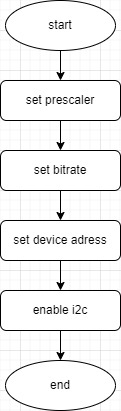 start
set prescaler
set bitrate
set device adress
enable i2c
end